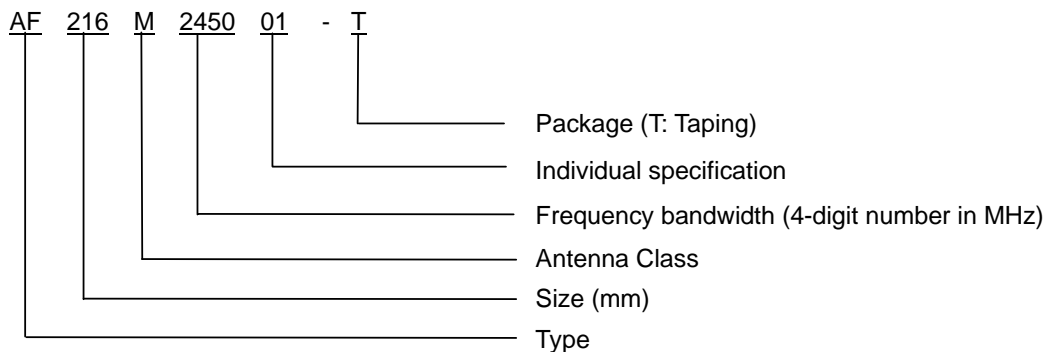 AF 216 M 2450 01 - T
Package (T: Taping)
Individual specification
Frequency bandwidth (4-digit number in MHz)
Antenna Class
Size (mm)
Type